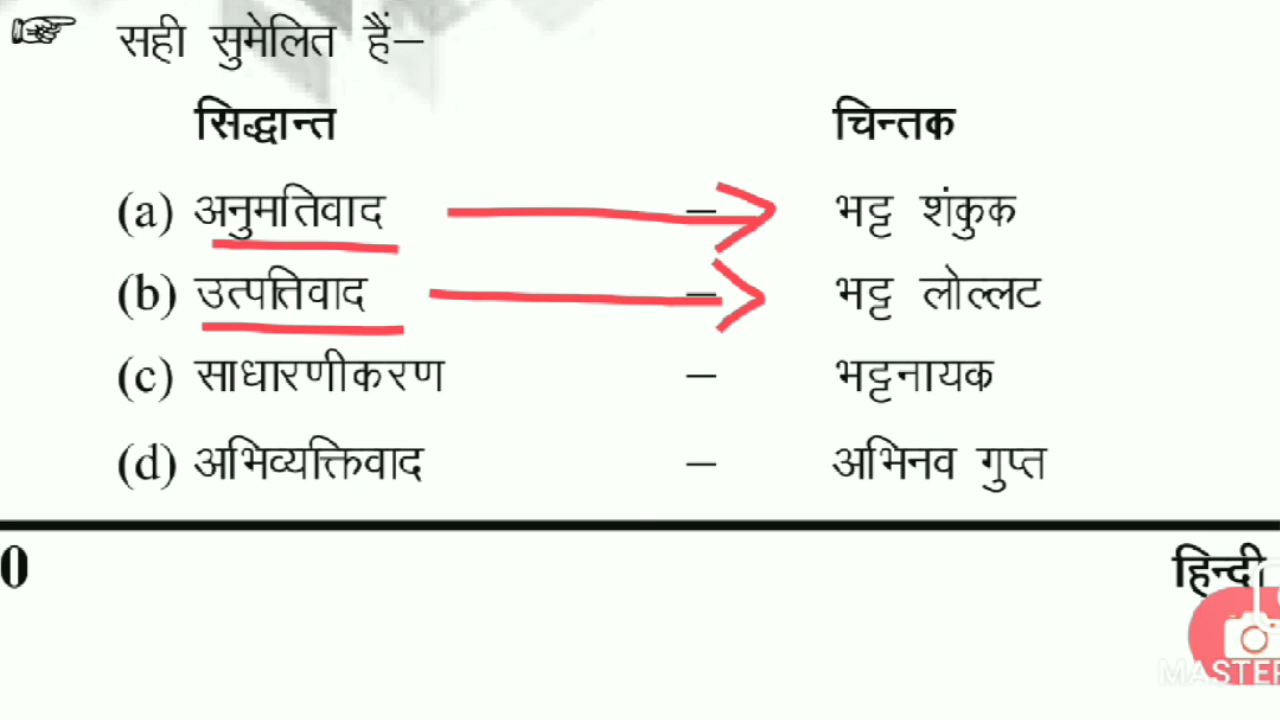 सही सुमेलित हैं–
सिद्धान्त चिन्तक
(a) अनुमतिवाद – भट्ट शंकुक
(b) उत्पत्तिवाद – भट्ट लोल्लट
(c) साधारणीकरण – भट्टनायक
(d) अभिव्यक्तिवाद – अभिनव गुप्त
0 हिन्दी
MASTER